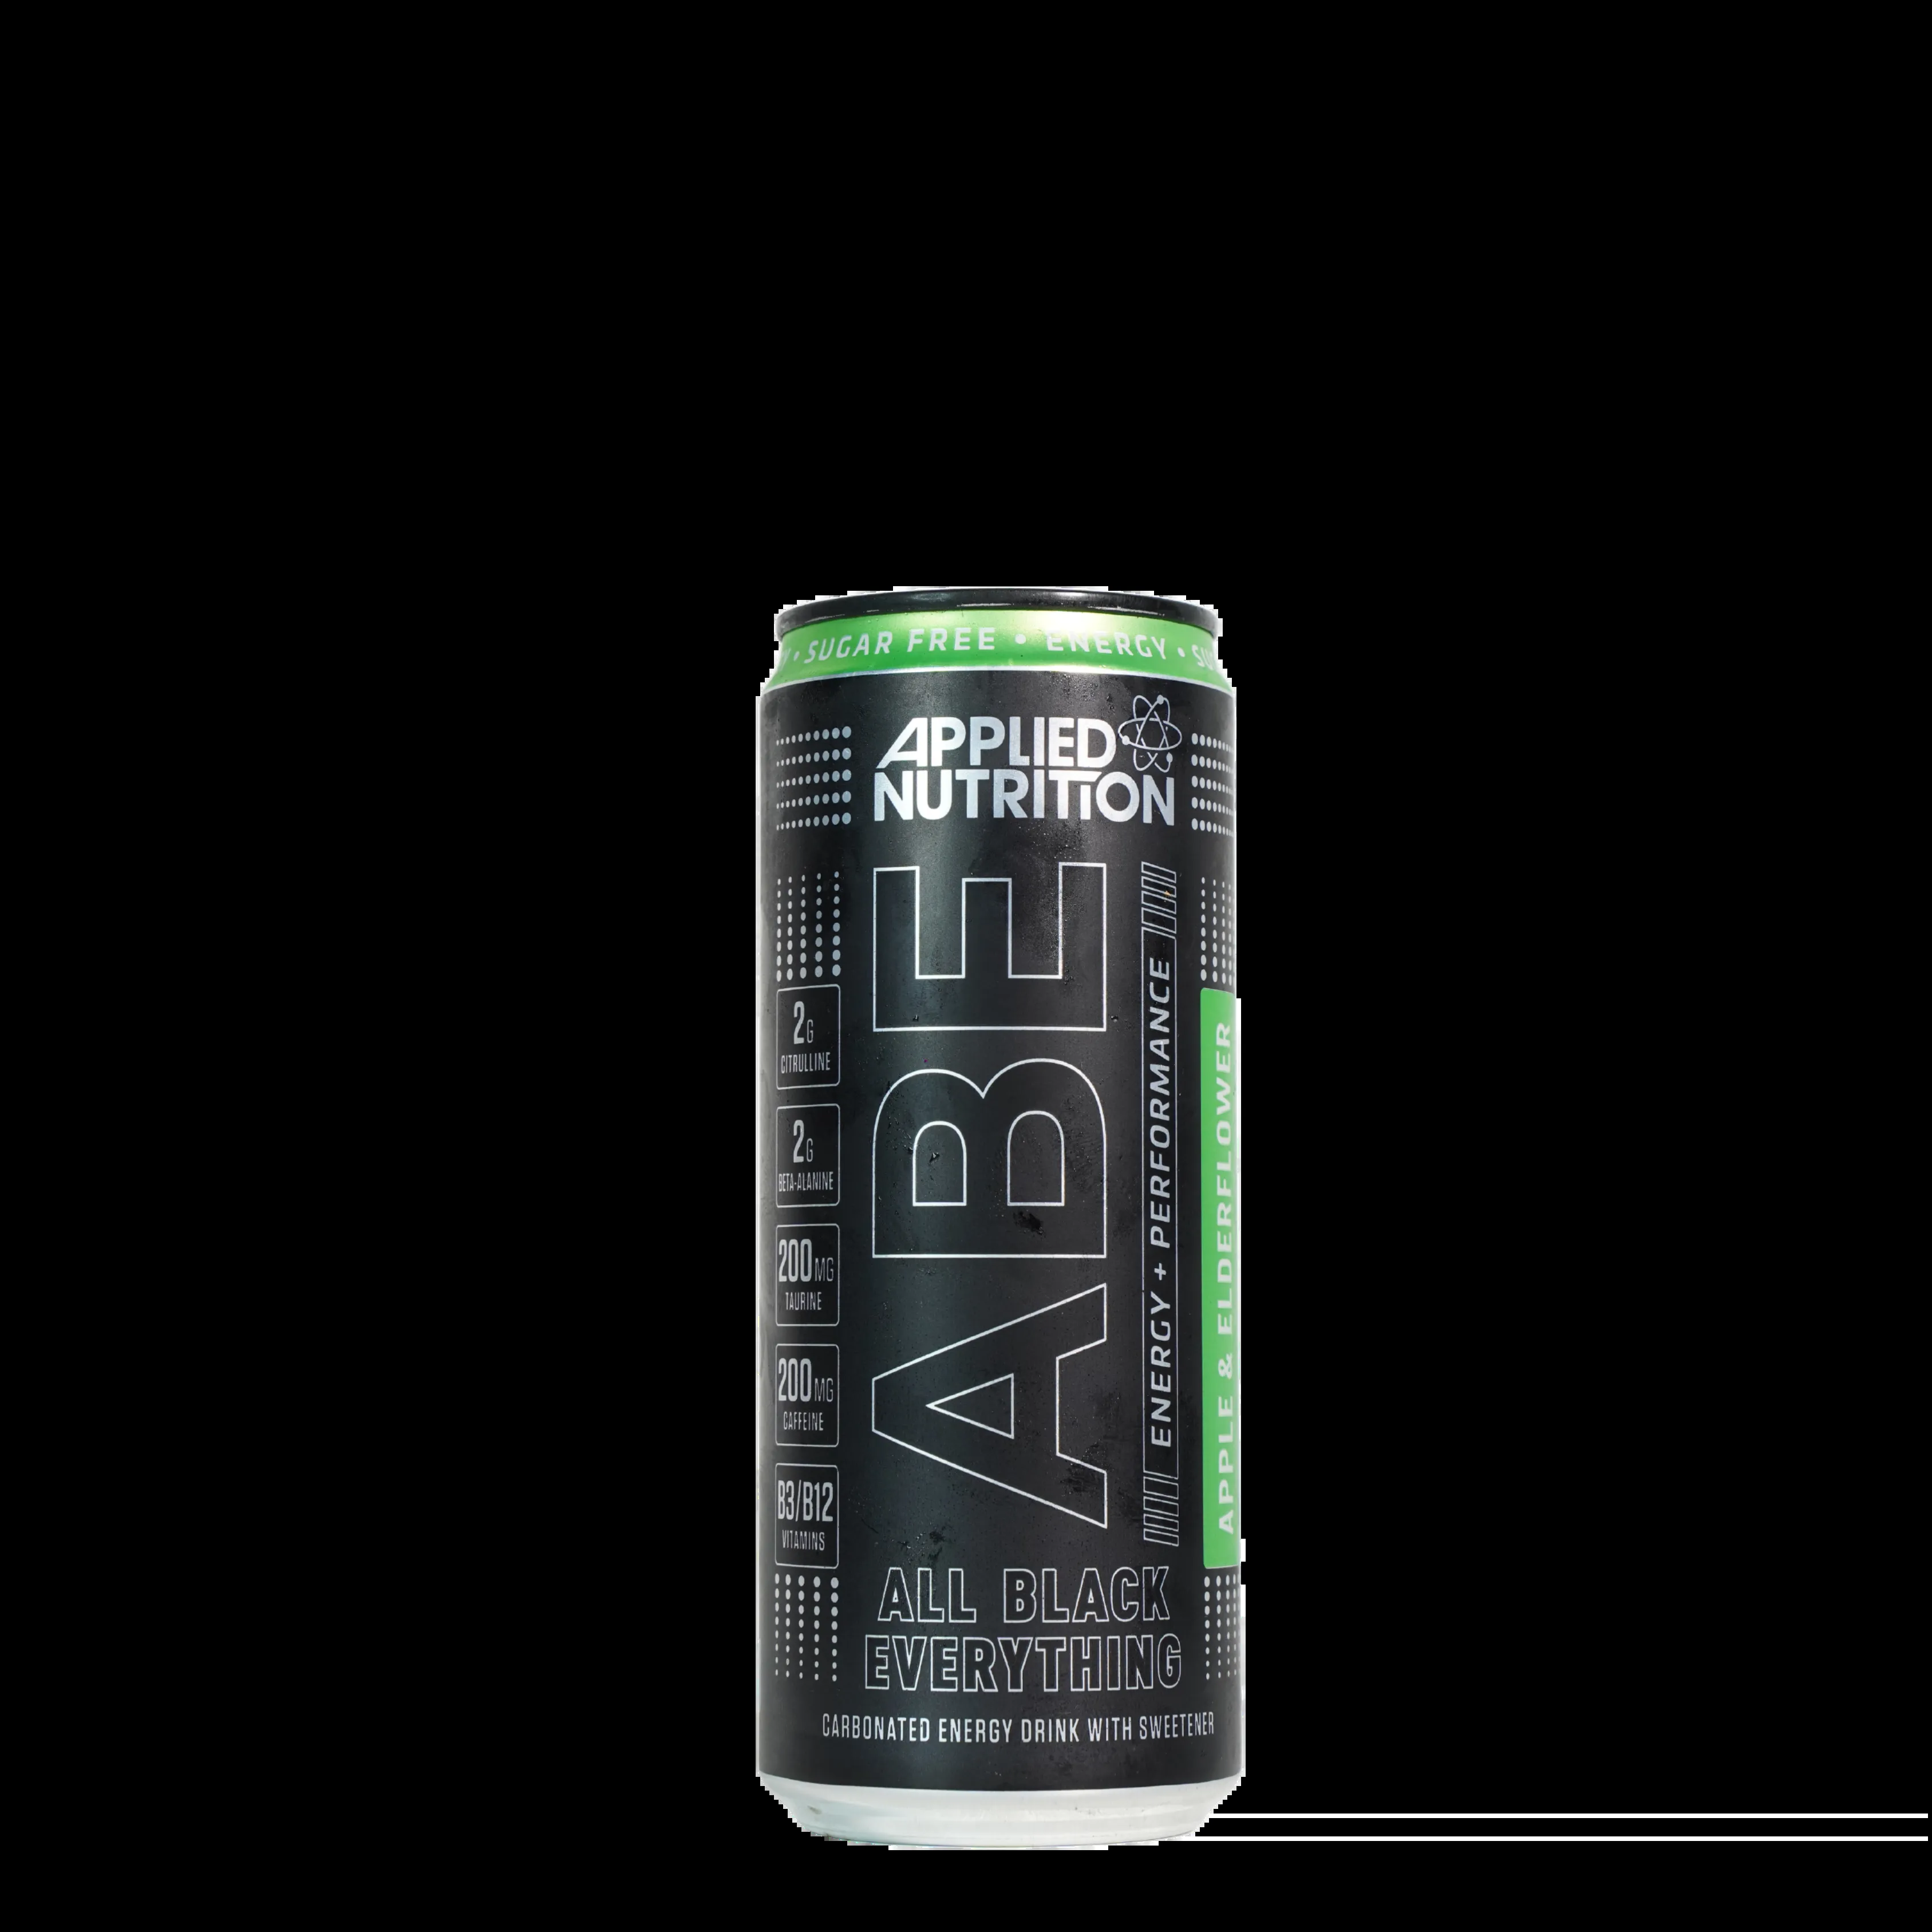 • SUGAR FREE • ENERGY •
APPLIED
NUTRITION
ABE
ENERGY + PERFORMANCE
APPLE & ELDERFLOWER
2G
CITRULLINE
2G
BETA-ALANINE
200MG
TAURINE
200MG
CAFFEINE
B3/B12
VITAMINS
ALL BLACK
EVERYTHING
CARBONATED ENERGY DRINK WITH SWEETENER